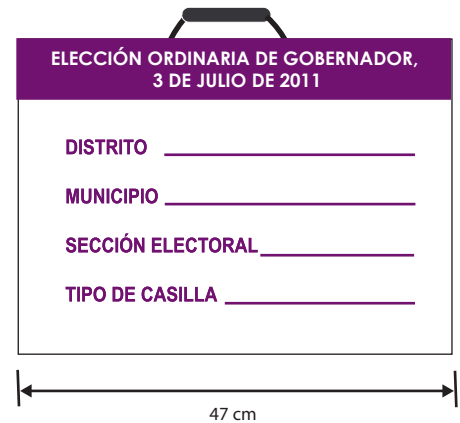 ELECCIÓN ORDINARIA DE GOBERNADOR,
3 DE JULIO DE 2011
DISTRITO
MUNICIPIO
SECCIÓN ELECTORAL
TIPO DE CASILLA
47 cm